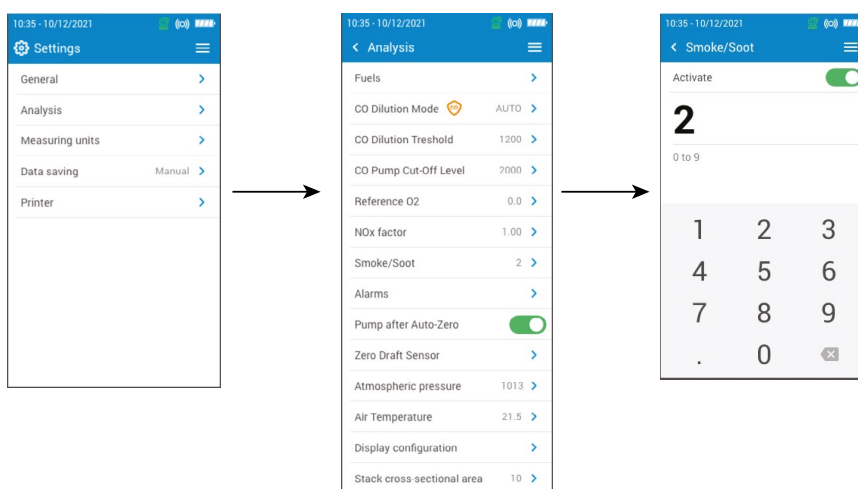 10:35 - 10/12/2021
Settings
General
Analysis
Measuring units
Data saving Manual
Printer
10:35 - 10/12/2021
Analysis
Fuels
CO Dilution Mode CO AUTO
CO Dilution Treshold 1200
CO Pump Cut-Off Level 2000
Reference O2 0.0
NOx factor 1.00
Smoke/Soot 2
Alarms
Pump after Auto-Zero
Zero Draft Sensor
Atmospheric pressure 1013
Air Temperature 21.5
Display configuration
Stack cross-sectional area 10
10:35 - 10/12/2021
Smoke/Soot
Activate
2
0 to 9
1 2 3
4 5 6
7 8 9
. 0